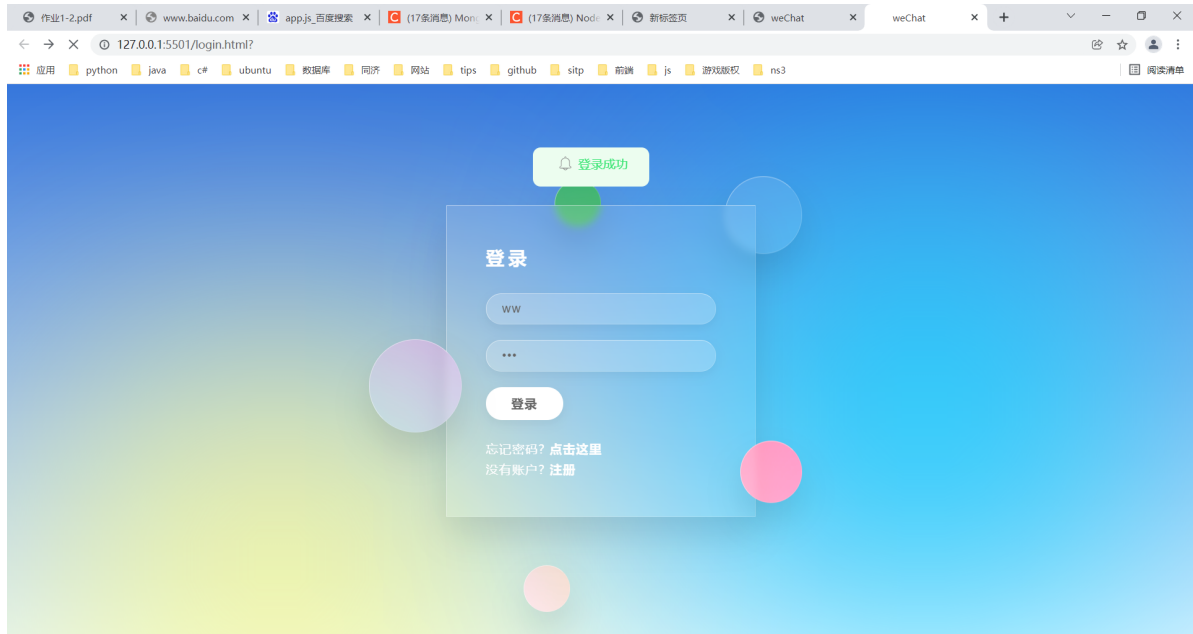 作业1-2.pdf
www.baidu.com
app.js_百度搜索
(17条消息) Mon
(17条消息) Node
新标签页
weChat
weChat
127.0.0.1:5501/login.html?
应用 python java c# ubuntu 数据库 同济 网站 tips github sitp 前端 js 游戏版权 ns3 阅读清单
登录成功
登录
ww
•••
登录
忘记密码? 点击这里
没有账户? 注册